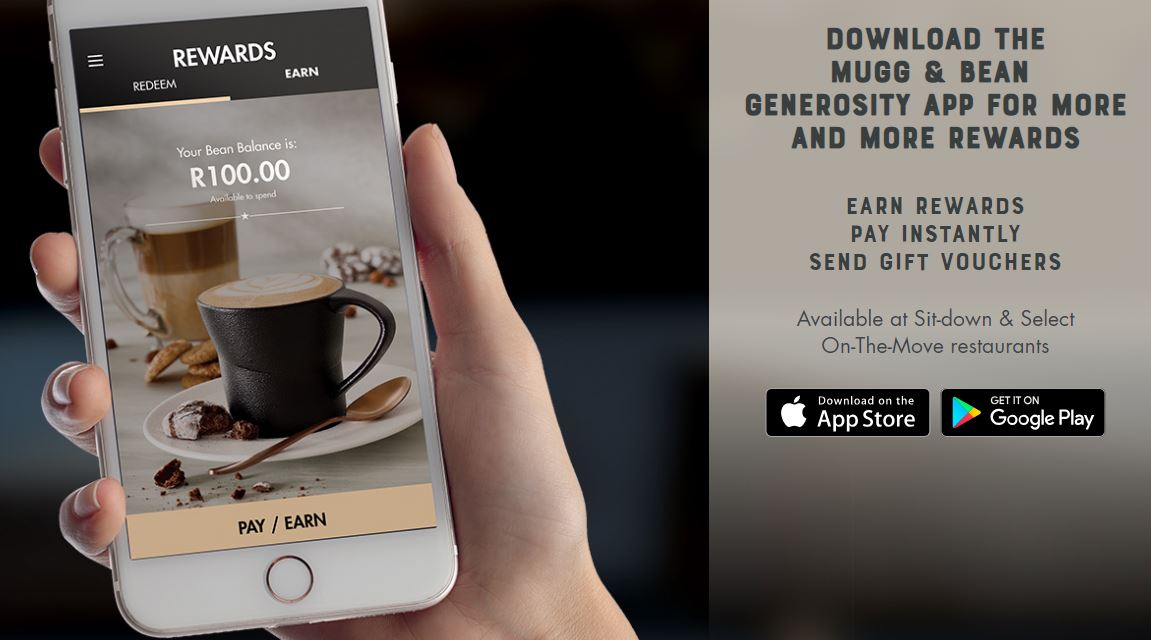 REWARDS
REDEEM
EARN
Your Bean Balance is:
R100.00
Available to spend
PAY / EARN
DOWNLOAD THE
MUGG & BEAN
GENEROSITY APP FOR MORE
AND MORE REWARDS
EARN REWARDS
PAY INSTANTLY
SEND GIFT VOUCHERS
Available at Sit-down & Select
On-The-Move restaurants
Download on the
App Store
GET IT ON
Google Play